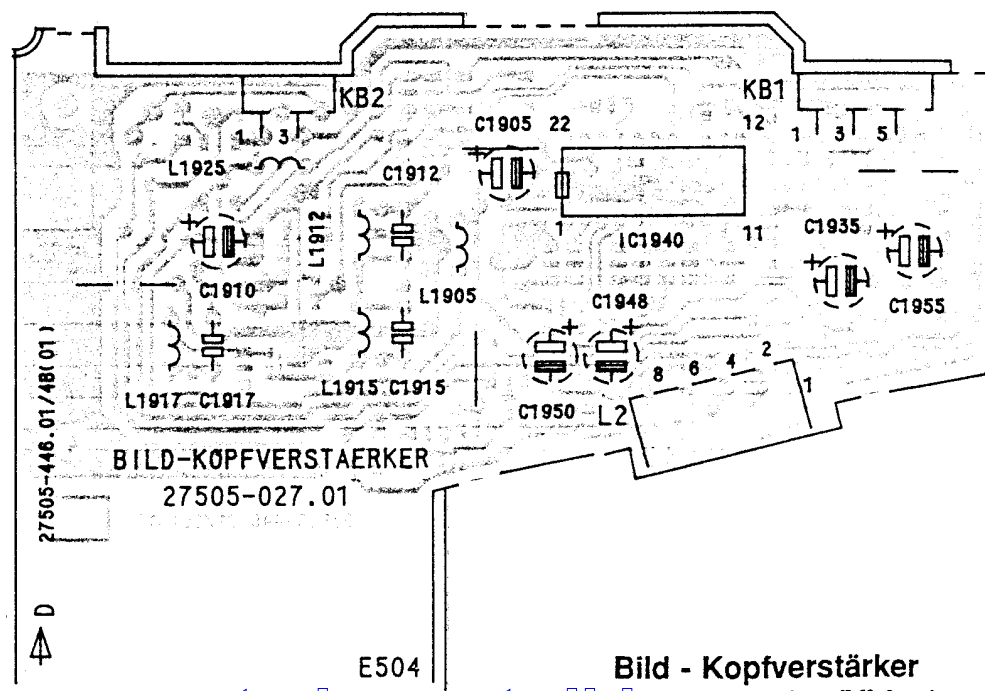 KB2
KB1
1 3
C1905 22
12 1 3 5
L1925
C1912
L1912
1
IC1940
11
C1935
C1910
L1905
C1948
C1955
8 6 4 2
1
L1917 C1917
L1915 C1915
C1950
L2
BILD-KOPFVERSTAERKER
27505-027.01
27505-446.01/48(01)
D
E504
Bild - Kopfverstärker